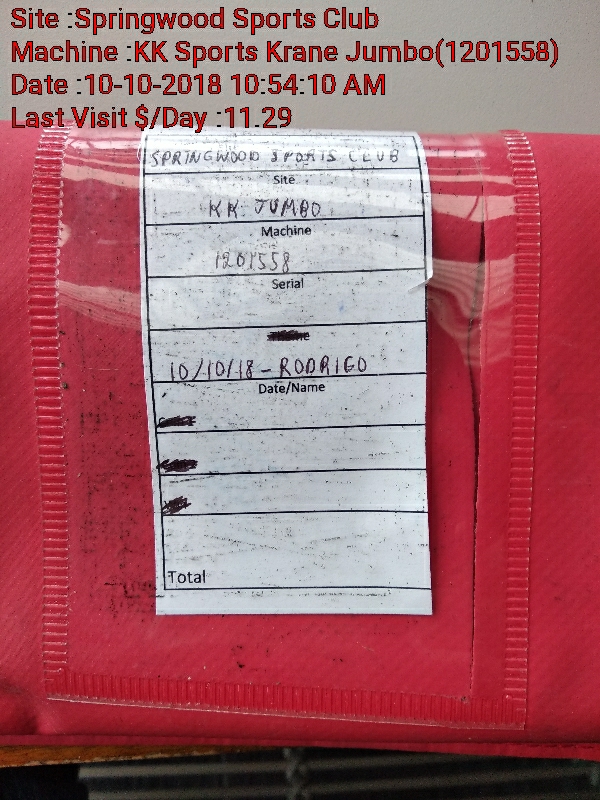 Site :Springwood Sports Club
Machine :KK Sports Krane Jumbo(1201558)
Date :10-10-2018 10:54:10 AM
Last Visit $/Day :11.29
SPRINGWOOD SPORTS CLUB
Site
KK JUMBO
Machine
1201558
Serial
10/10/18 - RODRIGO
Date/Name
Total